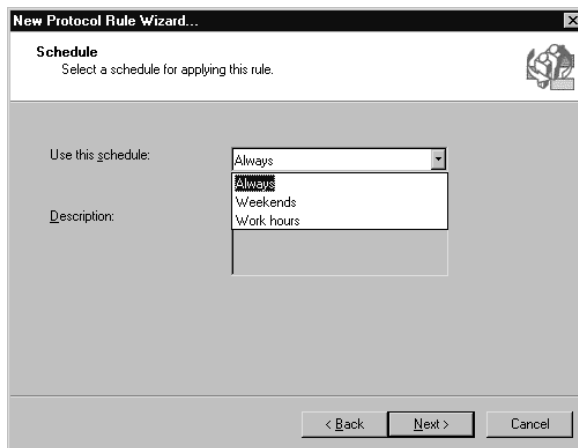 New Protocol Rule Wizard...
Schedule
Select a schedule for applying this rule.
Use this schedule:
Always
Always
Weekends
Work hours
Description:
< Back
Next >
Cancel